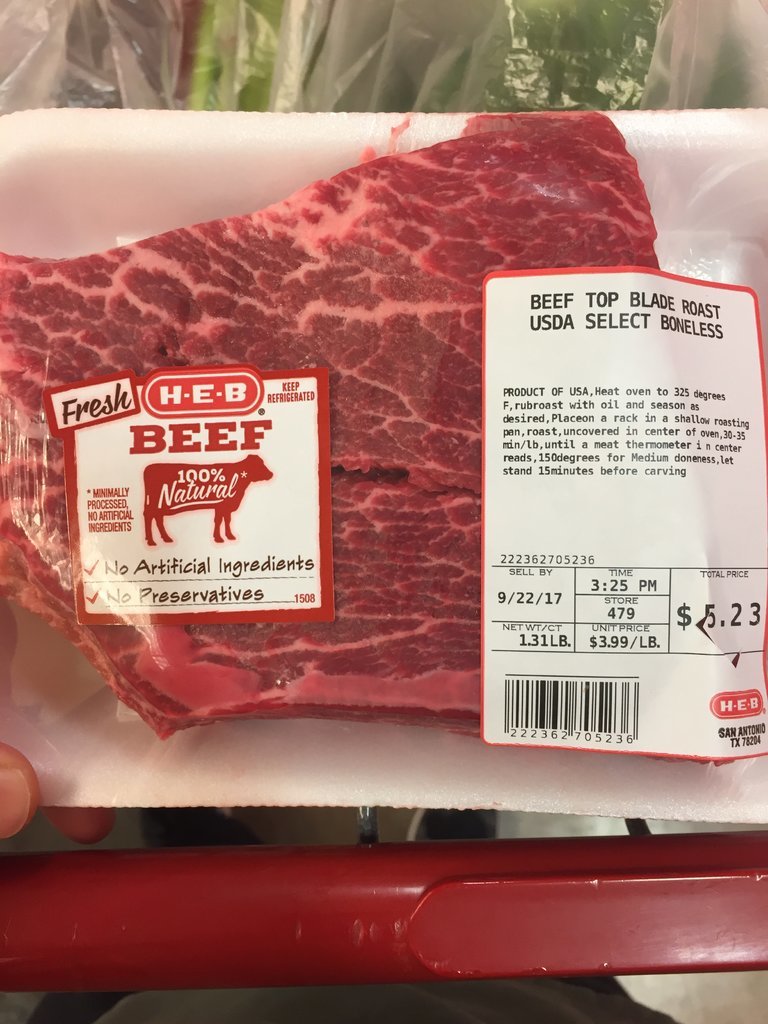 Fresh
H-E-B®
KEEP
REFRIGERATED
BEEF
100%
Natural*
* MINIMALLY
PROCESSED,
NO ARTIFICIAL
INGREDIENTS
✓ No Artificial Ingredients
✓ No Preservatives
1508
BEEF TOP BLADE ROAST
USDA SELECT BONELESS
PRODUCT OF USA,Heat oven to 325 degrees
F,rubroast with oil and season as
desired,Placeon a rack in a shallow roasting
pan,roast,uncovered in center of oven,30-35
min/lb,until a meat thermometer i n center
reads,150degrees for Medium doneness,let
stand 15minutes before carving
222362705236
SELL BY
9/22/17
TIME
3:25 PM
STORE
479
TOTAL PRICE
$5.23
NET WT/CT
1.31LB.
UNIT PRICE
$3.99/LB.
2 22362 70523 6
H-E-B®
SAN ANTONIO
TX 78204